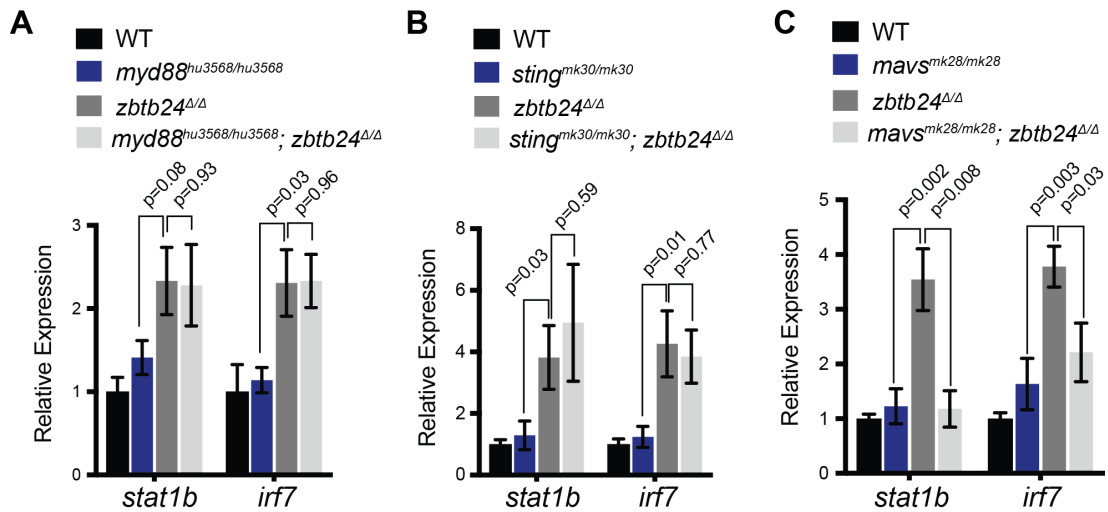 A
WT
myd88hu3568/hu3568
zbtb24Δ/Δ
myd88hu3568/hu3568; zbtb24Δ/Δ
p=0.08
p=0.93
p=0.03
p=0.96
Relative Expression
3
2
1
0
stat1b
irf7
B
WT
stingmk30/mk30
zbtb24Δ/Δ
stingmk30/mk30; zbtb24Δ/Δ
p=0.03
p=0.59
p=0.01
p=0.77
Relative Expression
8
6
4
2
0
stat1b
irf7
C
WT
mavsmk28/mk28
zbtb24Δ/Δ
mavsmk28/mk28; zbtb24Δ/Δ
p=0.002
p=0.008
p=0.003
p=0.03
Relative Expression
5
4
3
2
1
0
stat1b
irf7